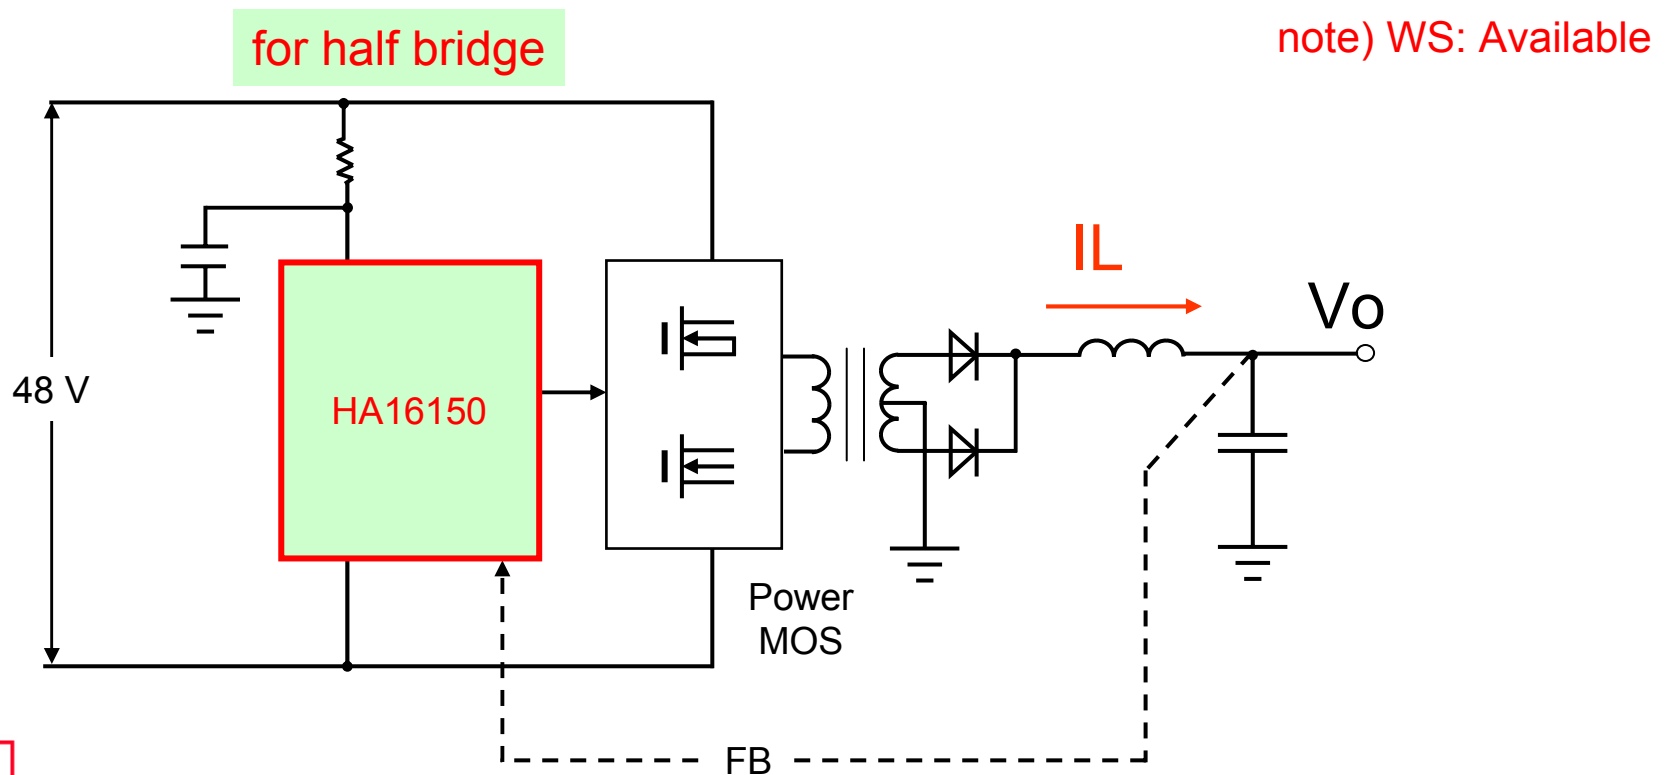 for half bridge
note) WS: Available
IL
Vo
48 V
HA16150
Power
MOS
FB